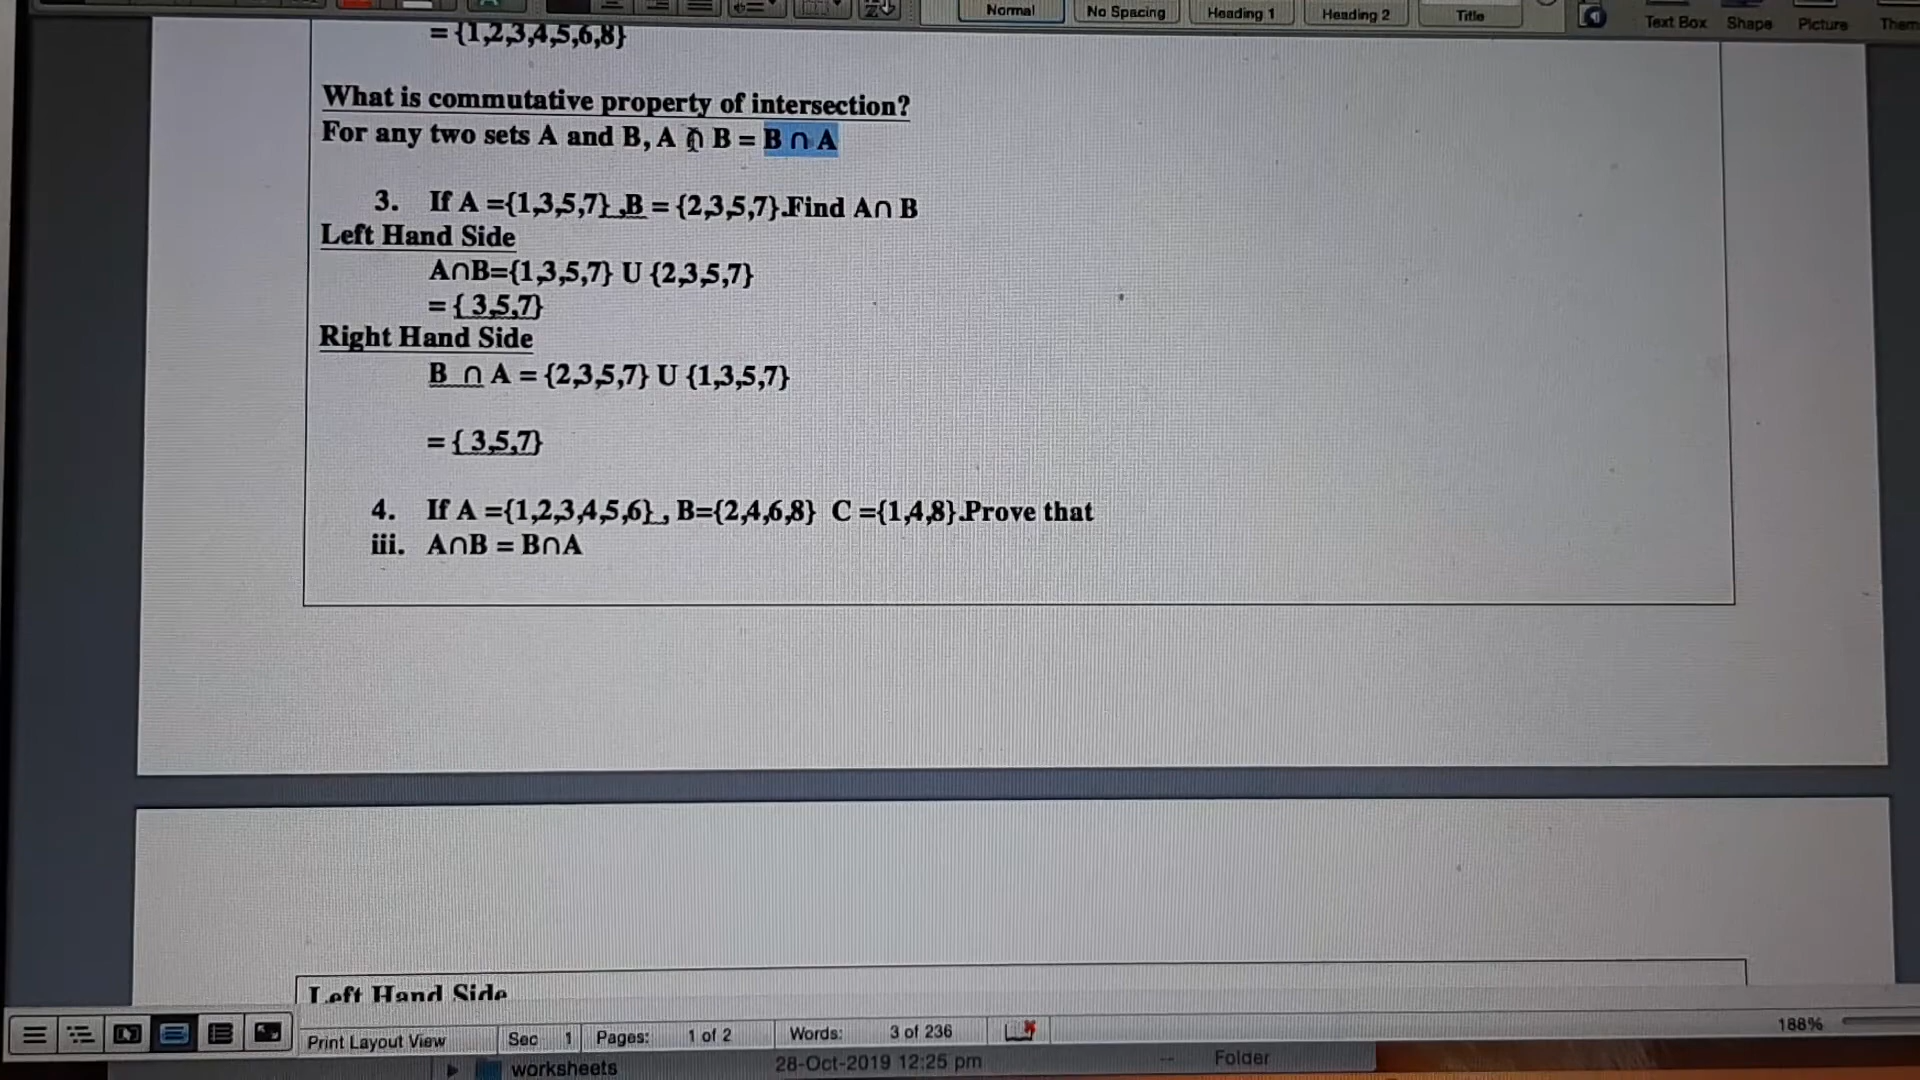 Normal No Spacing Heading 1 Heading 2 Title Text Box Shape Picture
= {1,2,3,4,5,6,8}
What is commutative property of intersection?
For any two sets A and B, A ∩ B = B ∩ A
3. If A ={1,3,5,7} ,B = {2,3,5,7}.Find A∩ B
Left Hand Side
A∩B={1,3,5,7} U {2,3,5,7}
= { 3,5,7}
Right Hand Side
B ∩ A = {2,3,5,7} U {1,3,5,7}
= { 3,5,7}
4. If A ={1,2,3,4,5,6} , B={2,4,6,8} C ={1,4,8}.Prove that
iii. A∩B = B∩A
Left Hand Side
Print Layout View Sec 1 Pages: 1 of 2 Words: 3 of 236 188%
worksheets 28-Oct-2019 12:25 pm -- Folder